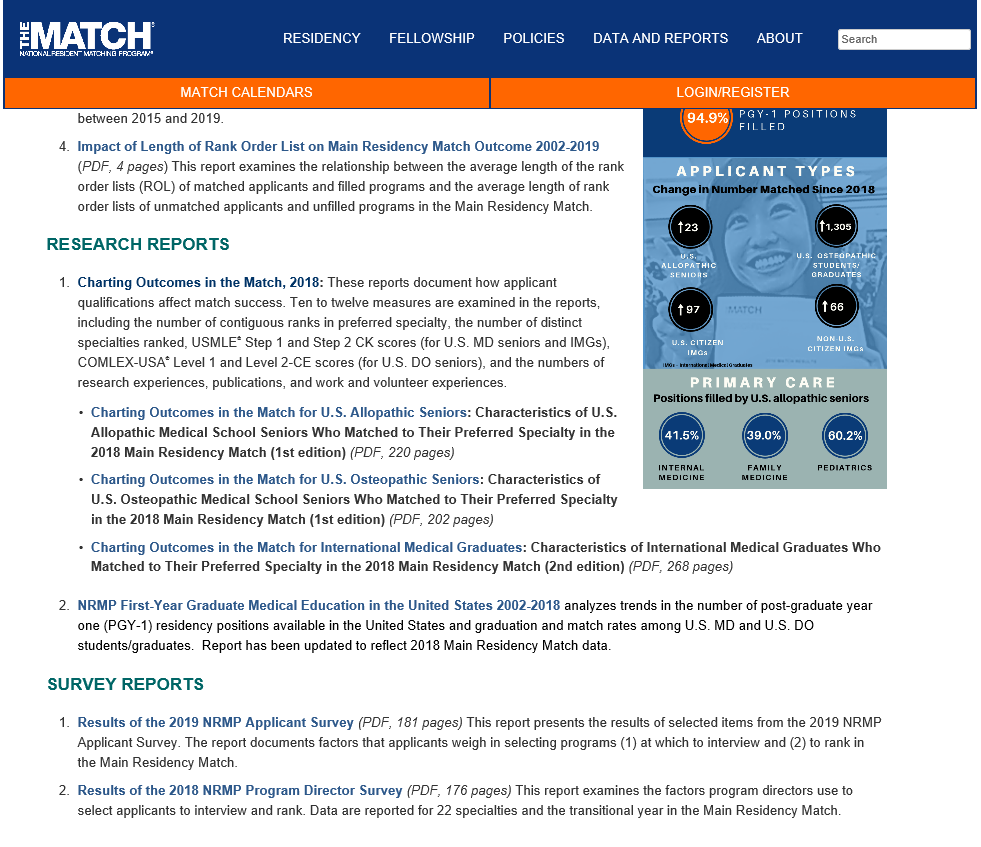 THE MATCH®
NATIONAL RESIDENT MATCHING PROGRAM®
RESIDENCY
FELLOWSHIP
POLICIES
DATA AND REPORTS
ABOUT
Search
MATCH CALENDARS
LOGIN/REGISTER
between 2015 and 2019.
4. Impact of Length of Rank Order List on Main Residency Match Outcome 2002-2019
(PDF, 4 pages) This report examines the relationship between the average length of the rank
order lists (ROL) of matched applicants and filled programs and the average length of rank
order lists of unmatched applicants and unfilled programs in the Main Residency Match.
RESEARCH REPORTS
1. Charting Outcomes in the Match, 2018: These reports document how applicant
qualifications affect match success. Ten to twelve measures are examined in the reports,
including the number of contiguous ranks in preferred specialty, the number of distinct
specialties ranked, USMLE® Step 1 and Step 2 CK scores (for U.S. MD seniors and IMGs),
COMLEX-USA® Level 1 and Level 2-CE scores (for U.S. DO seniors), and the numbers of
research experiences, publications, and work and volunteer experiences.
• Charting Outcomes in the Match for U.S. Allopathic Seniors: Characteristics of U.S.
Allopathic Medical School Seniors Who Matched to Their Preferred Specialty in the
2018 Main Residency Match (1st edition) (PDF, 220 pages)
• Charting Outcomes in the Match for U.S. Osteopathic Seniors: Characteristics of
U.S. Osteopathic Medical School Seniors Who Matched to Their Preferred Specialty
in the 2018 Main Residency Match (1st edition) (PDF, 202 pages)
• Charting Outcomes in the Match for International Medical Graduates: Characteristics of International Medical Graduates Who
Matched to Their Preferred Specialty in the 2018 Main Residency Match (2nd edition) (PDF, 268 pages)
2. NRMP First-Year Graduate Medical Education in the United States 2002-2018 analyzes trends in the number of post-graduate year
one (PGY-1) residency positions available in the United States and graduation and match rates among U.S. MD and U.S. DO
students/graduates.  Report has been updated to reflect 2018 Main Residency Match data.
SURVEY REPORTS
1. Results of the 2019 NRMP Applicant Survey (PDF, 181 pages) This report presents the results of selected items from the 2019 NRMP
Applicant Survey. The report documents factors that applicants weigh in selecting programs (1) at which to interview and (2) to rank in
the Main Residency Match.
2. Results of the 2018 NRMP Program Director Survey (PDF, 176 pages) This report examines the factors program directors use to
select applicants to interview and rank. Data are reported for 22 specialties and the transitional year in the Main Residency Match.
94.9%
PGY-1 POSITIONS
FILLED
APPLICANT TYPES
Change in Number Matched Since 2018
↑23
U.S.
ALLOPATHIC
SENIORS
↑1,305
U.S. OSTEOPATHIC
STUDENTS/
GRADUATES
↑97
U.S. CITIZEN
IMGs
↑66
NON-U.S.
CITIZEN IMGs
MATCH
IMGs - International Medical Graduates
PRIMARY CARE
Positions filled by U.S. allopathic seniors
41.5%
INTERNAL
MEDICINE
39.0%
FAMILY
MEDICINE
60.2%
PEDIATRICS